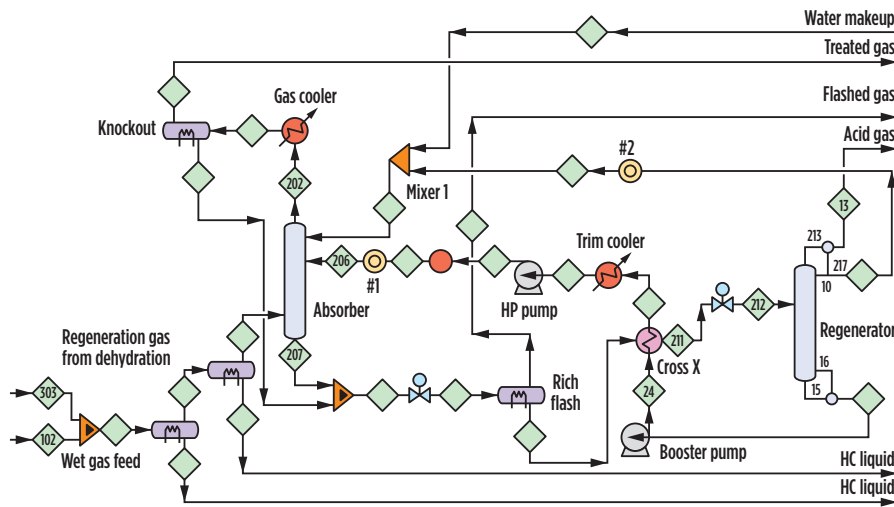 Water makeup
Treated gas
Gas cooler
Flashed gas
Knockout
Acid gas
#2
202
Mixer 1
13
213
217
10
Trim cooler
206
#1
HP pump
212
Absorber
211
Regenerator
Regeneration gas
from dehydration
207
Cross X
16
Rich
flash
24
15
303
102
Wet gas feed
Booster pump
HC liquid
HC liquid